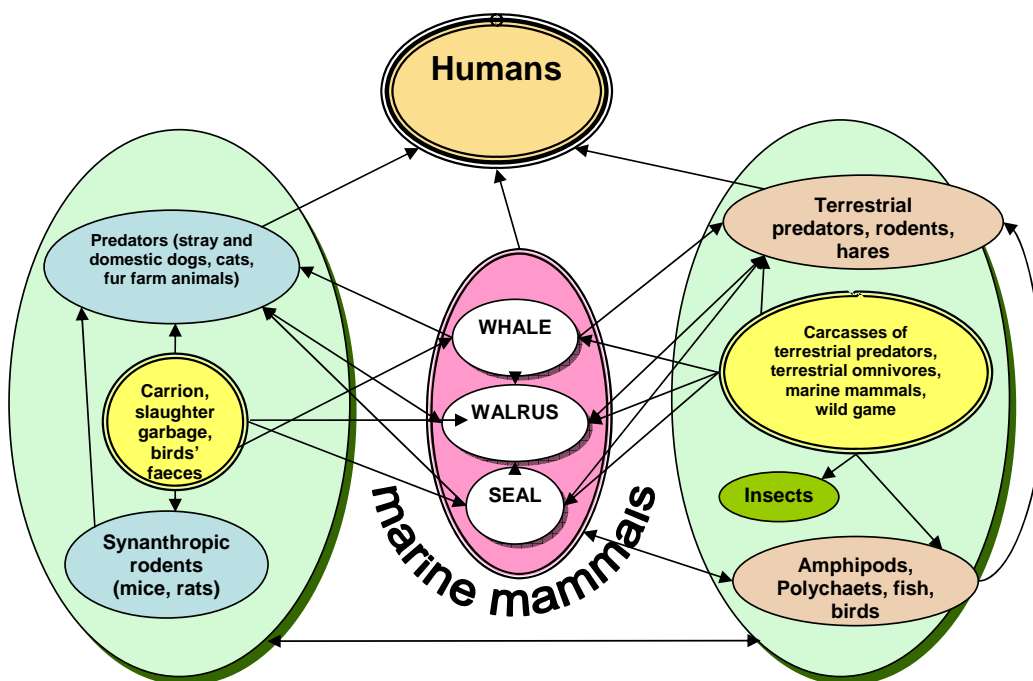 Humans
Predators (stray and
domestic dogs, cats,
fur farm animals)
Carrion,
slaughter
garbage,
birds’
faeces
Synanthropic
rodents
(mice, rats)
WHALE
WALRUS
SEAL
marine mammals
Terrestrial
predators, rodents,
hares
Carcasses of
terrestrial predators,
terrestrial omnivores,
marine mammals,
wild game
Insects
Amphipods,
Polychaets, fish,
birds